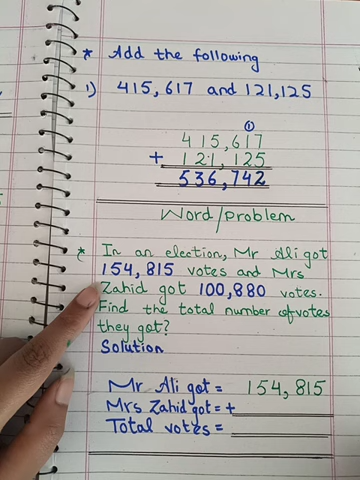 * Add the following
1) 415,617 and 121,125
①
415,617
+ 121,125
536,742
Word/problem
* In an election, Mr Ali got
154,815 votes and Mrs
Zahid got 100,880 votes.
Find the total number of votes
they got?
Solution
Mr Ali got = 154,815
Mrs Zahid got = +
Total votes =